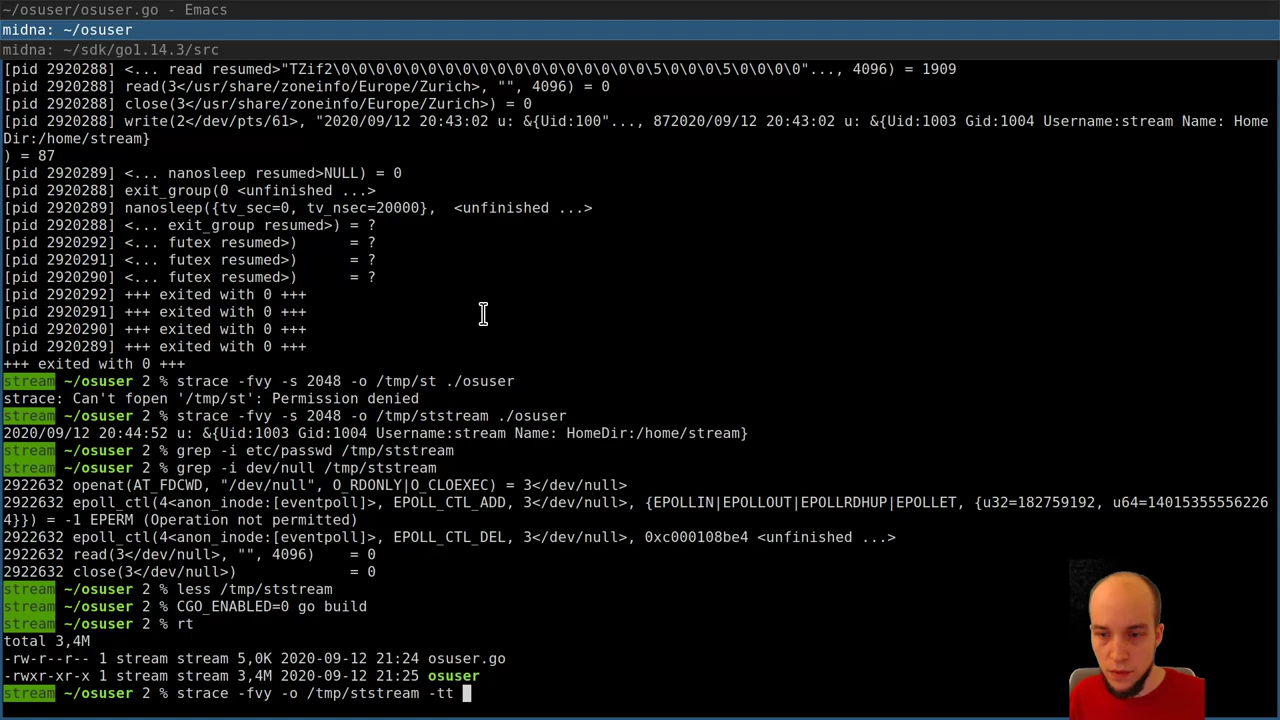 ~/osuser/osuser.go - Emacs
midna: ~/osuser
midna: ~/sdk/go1.14.3/src
[pid 2920288] <... read resumed>"TZif2\0\0\0\0\0\0\0\0\0\0\0\0\0\0\0\0\0\0\5\0\0\0\5\0\0\0\0"..., 4096) = 1909
[pid 2920288] read(3</usr/share/zoneinfo/Europe/Zurich>, "", 4096) = 0
[pid 2920288] close(3</usr/share/zoneinfo/Europe/Zurich>) = 0
[pid 2920288] write(2</dev/pts/61>, "2020/09/12 20:43:02 u: &{Uid:100"..., 872020/09/12 20:43:02 u: &{Uid:1003 Gid:1004 Username:stream Name: Home
Dir:/home/stream}
) = 87
[pid 2920289] <... nanosleep resumed>NULL) = 0
[pid 2920288] exit_group(0 <unfinished ...>
[pid 2920289] nanosleep({tv_sec=0, tv_nsec=20000},  <unfinished ...>
[pid 2920288] <... exit_group resumed>) = ?
[pid 2920292] <... futex resumed>)      = ?
[pid 2920291] <... futex resumed>)      = ?
[pid 2920290] <... futex resumed>)      = ?
[pid 2920292] +++ exited with 0 +++
[pid 2920291] +++ exited with 0 +++
[pid 2920290] +++ exited with 0 +++
[pid 2920289] +++ exited with 0 +++
+++ exited with 0 +++
stream ~/osuser 2 % strace -fvy -s 2048 -o /tmp/st ./osuser
strace: Can't fopen '/tmp/st': Permission denied
stream ~/osuser 2 % strace -fvy -s 2048 -o /tmp/ststream ./osuser
2020/09/12 20:44:52 u: &{Uid:1003 Gid:1004 Username:stream Name: HomeDir:/home/stream}
stream ~/osuser 2 % grep -i etc/passwd /tmp/ststream
stream ~/osuser 2 % grep -i dev/null /tmp/ststream
2922632 openat(AT_FDCWD, "/dev/null", O_RDONLY|O_CLOEXEC) = 3</dev/null>
2922632 epoll_ctl(4<anon_inode:[eventpoll]>, EPOLL_CTL_ADD, 3</dev/null>, {EPOLLIN|EPOLLOUT|EPOLLRDHUP|EPOLLET, {u32=182759192, u64=14015355556226
4}}) = -1 EPERM (Operation not permitted)
2922632 epoll_ctl(4<anon_inode:[eventpoll]>, EPOLL_CTL_DEL, 3</dev/null>, 0xc000108be4 <unfinished ...>
2922632 read(3</dev/null>, "", 4096)    = 0
2922632 close(3</dev/null>)             = 0
stream ~/osuser 2 % less /tmp/ststream
stream ~/osuser 2 % CGO_ENABLED=0 go build
stream ~/osuser 2 % rt
total 3,4M
-rw-r--r-- 1 stream stream 5,0K 2020-09-12 21:24 osuser.go
-rwxr-xr-x 1 stream stream 3,4M 2020-09-12 21:25 osuser
stream ~/osuser 2 % strace -fvy -o /tmp/ststream -tt